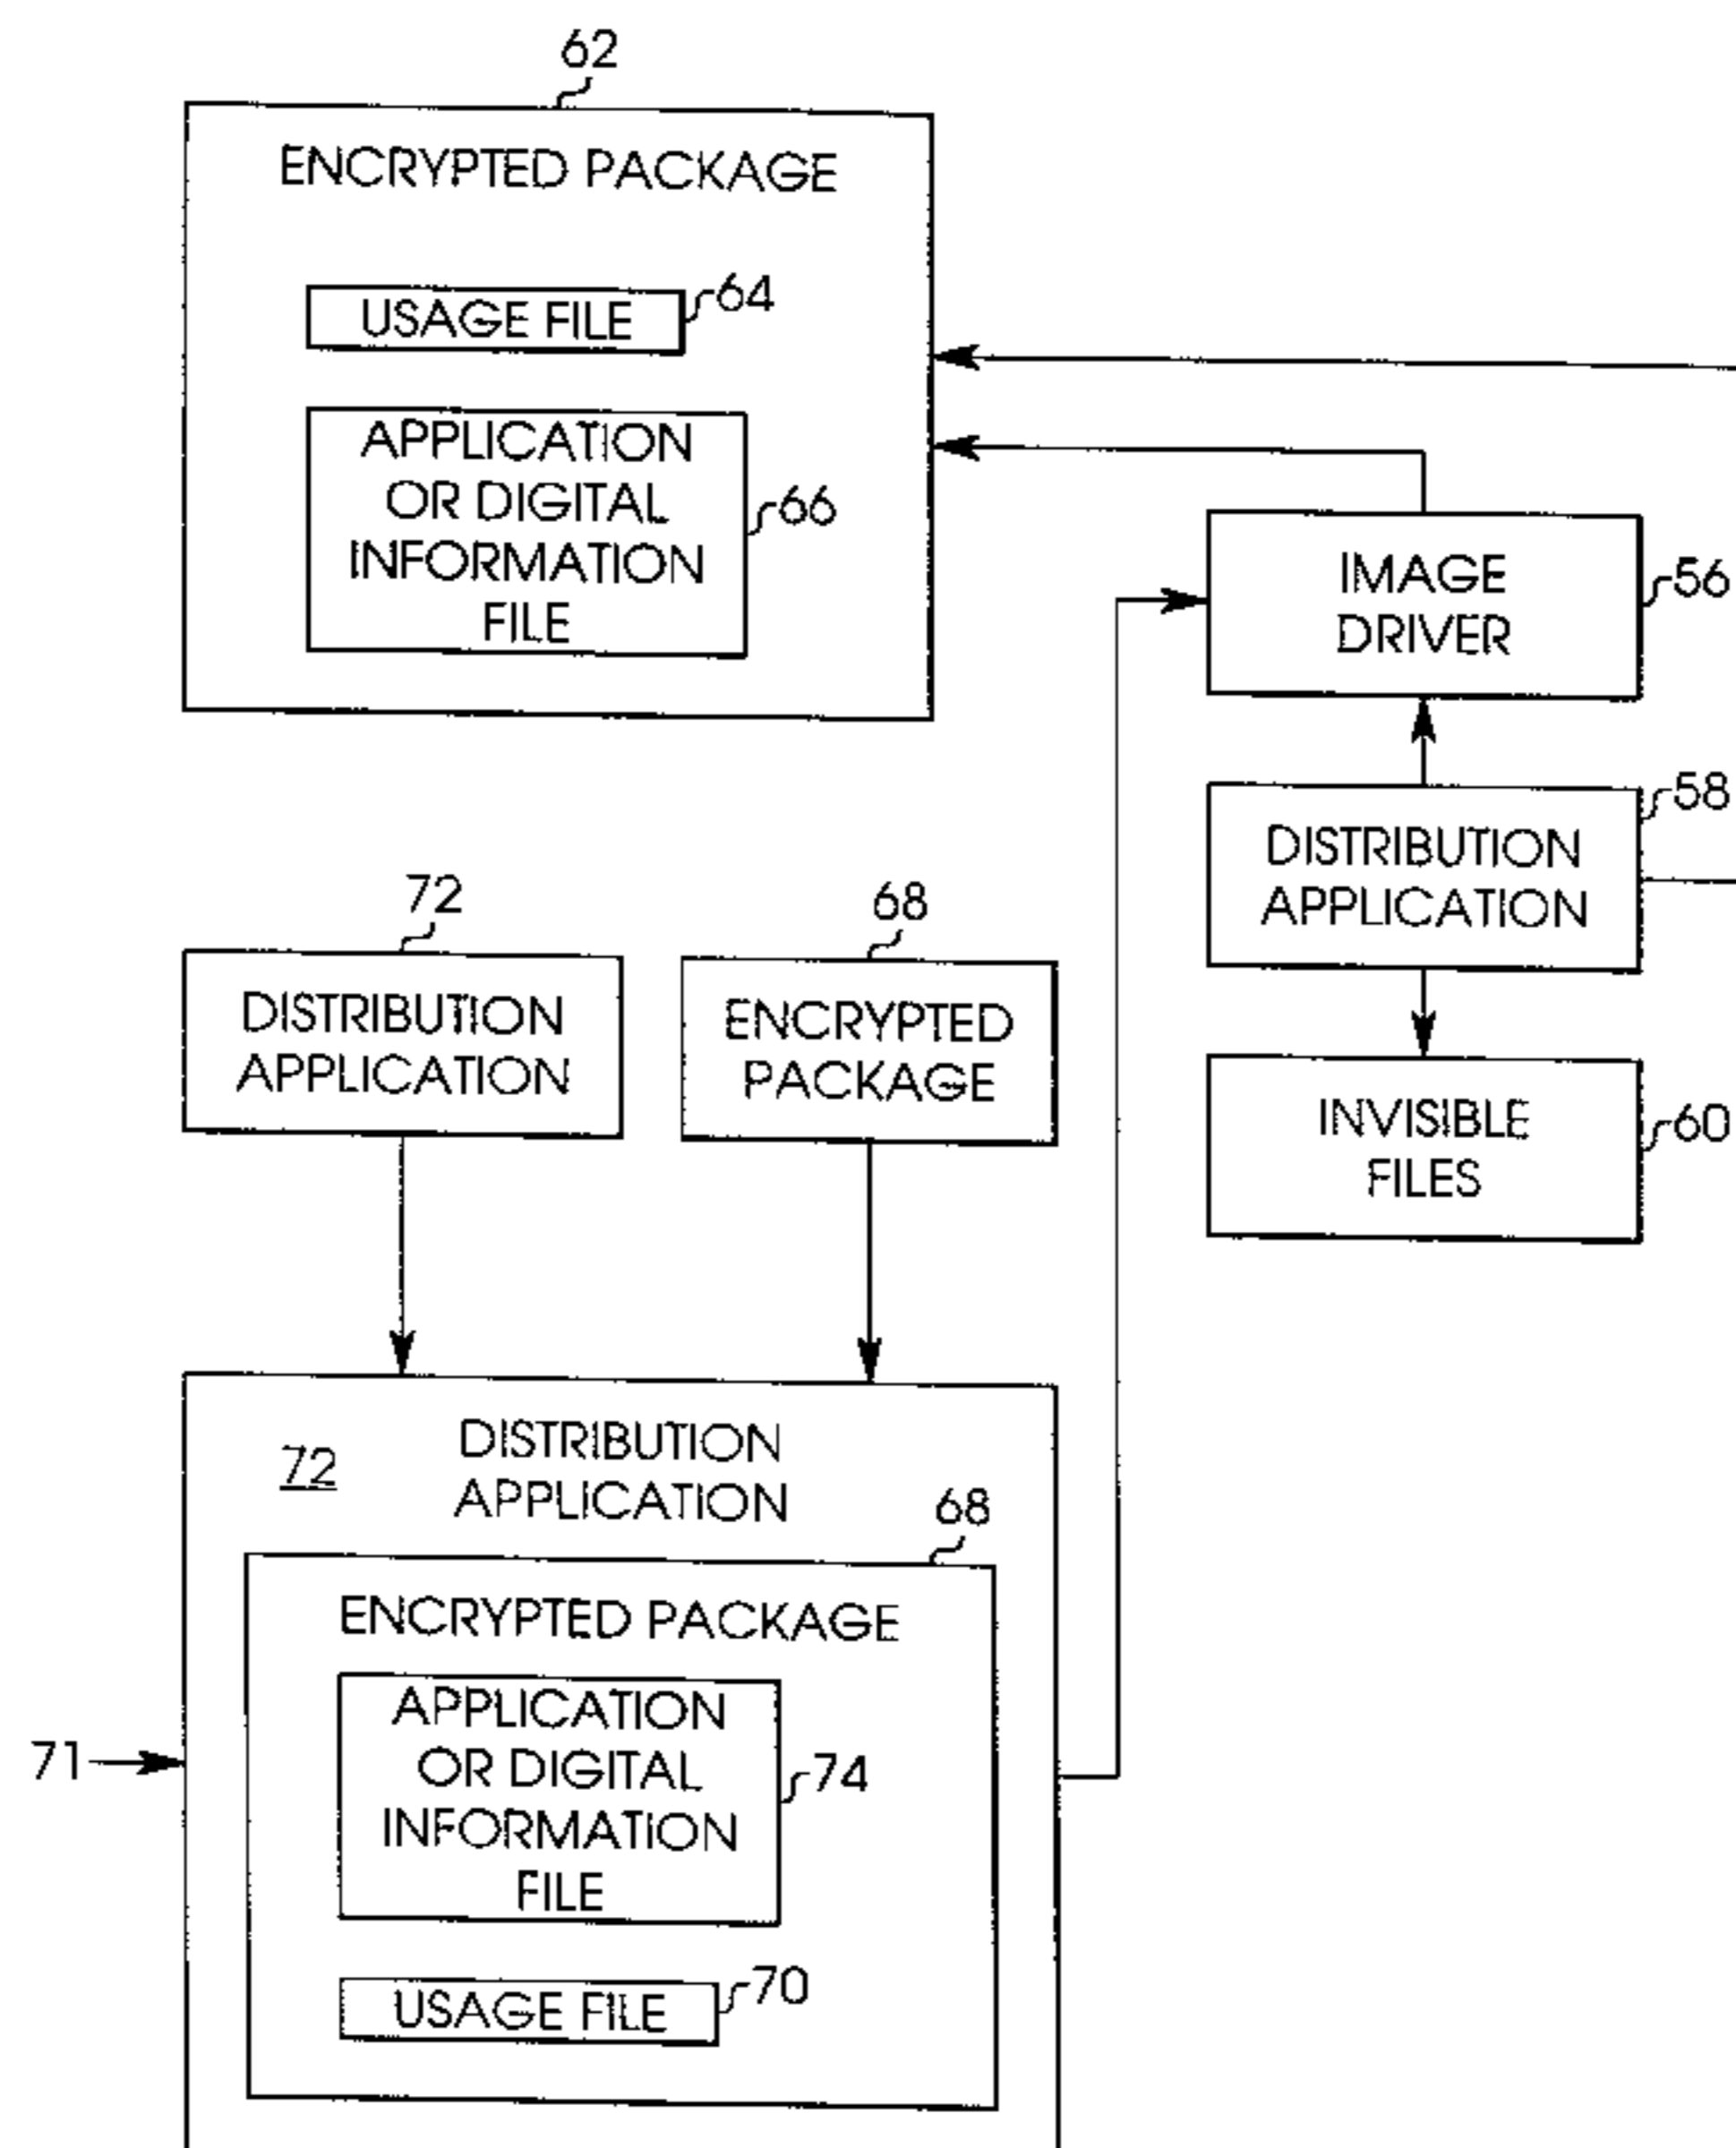 62
ENCRYPTED PACKAGE
USAGE FILE
64
APPLICATION
OR DIGITAL
INFORMATION
FILE
66
IMAGE
DRIVER
56
DISTRIBUTION
APPLICATION
58
INVISIBLE
FILES
60
72
DISTRIBUTION
APPLICATION
68
ENCRYPTED
PACKAGE
72
DISTRIBUTION
APPLICATION
68
ENCRYPTED PACKAGE
APPLICATION
OR DIGITAL
INFORMATION
FILE
74
71
USAGE FILE
70